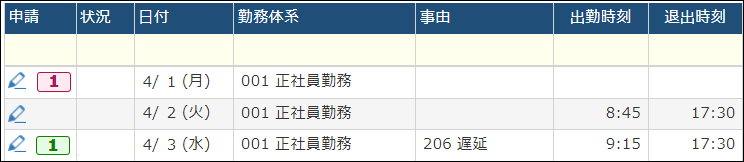 申請 状況 日付 勤務体系 事由 出勤時刻 退出時刻
1 4/ 1 (月) 001 正社員勤務
4/ 2 (火) 001 正社員勤務 8:45 17:30
1 4/ 3 (水) 001 正社員勤務 206 遅延 9:15 17:30